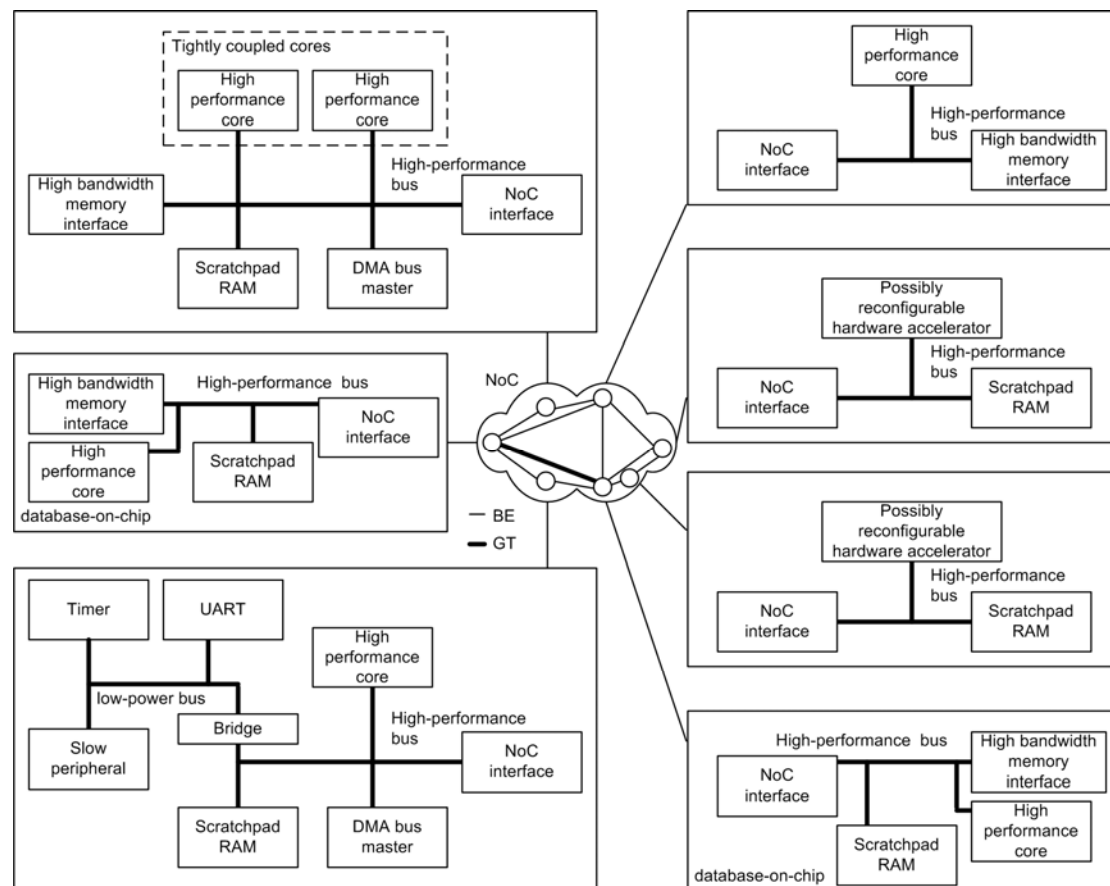 Tightly coupled cores
High
performance
core
High
performance
core
High-performance
bus
High bandwidth
memory
interface
NoC
interface
Scratchpad
RAM
DMA bus
master
High bandwidth
memory
interface
High-performance bus
NoC
interface
High
performance
core
Scratchpad
RAM
database-on-chip
Timer
UART
low-power bus
Bridge
Slow
peripheral
High
performance
core
High-performance
bus
NoC
interface
Scratchpad
RAM
DMA bus
master
NoC
BE
GT
High
performance
core
High-performance
bus
NoC
interface
High bandwidth
memory
interface
Possibly
reconfigurable
hardware accelerator
High-performance
bus
NoC
interface
Scratchpad
RAM
Possibly
reconfigurable
hardware accelerator
High-performance
bus
NoC
interface
Scratchpad
RAM
High-performance bus
NoC
interface
High bandwidth
memory
interface
Scratchpad
RAM
High
performance
core
database-on-chip